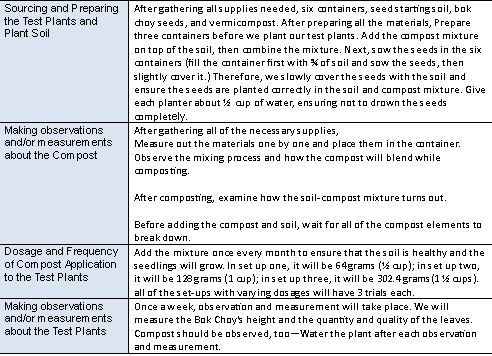 Sourcing and Preparing
the Test Plants and
Plant Soil
After gathering all supplies needed, six containers, seed starting soil, bok
choy seeds, and vermicompost. After preparing all the materials, Prepare
three containers before we plan our test plants. Add the compost mixture
on top of the soil, then combine the mixture. Next, sow the seeds in the six
containers (fill the container first with ¾ of soil and sow the seeds, then
slightly cover it.) Therefore, we slowly cover the seeds with the soil and
ensure the seeds are planted correctly in the soil and compost mixture. Give
each planter about ½ cup of water, ensuring not to drown the seeds
completely.
Making observations
and/or measurements
about the Compost
After gathering all of the necessary supplies,
Measure out the materials one by one and place them in the container.
Observe the mixing process and how the compost will blend while
composting.
After composting, examine how the soil-compost mixture turns out.
Before adding the compost and soil, wait for all of the compost elements to
break down.
Dosage and Frequency
of Compost Application
to the Test Plants
Add the mixture once every month to ensure that the soil is healthy and the
seedlings will grow. In set up one, it will be 64grams (½ cup); in set up two,
it will be 128grams (1 cup); in set up three, it will be 302.4grams (1 ½ cups).
all of the set-ups with varying dosages will have 3 trials each.
Making observations
and/or measurements
about the Test Plants
Once a week, observation and measurement will take place. We will
measure the Bok Choy's height and the quantity and quality of the leaves.
Compost should be observed, too—Water the plant after each observation
and measurement.